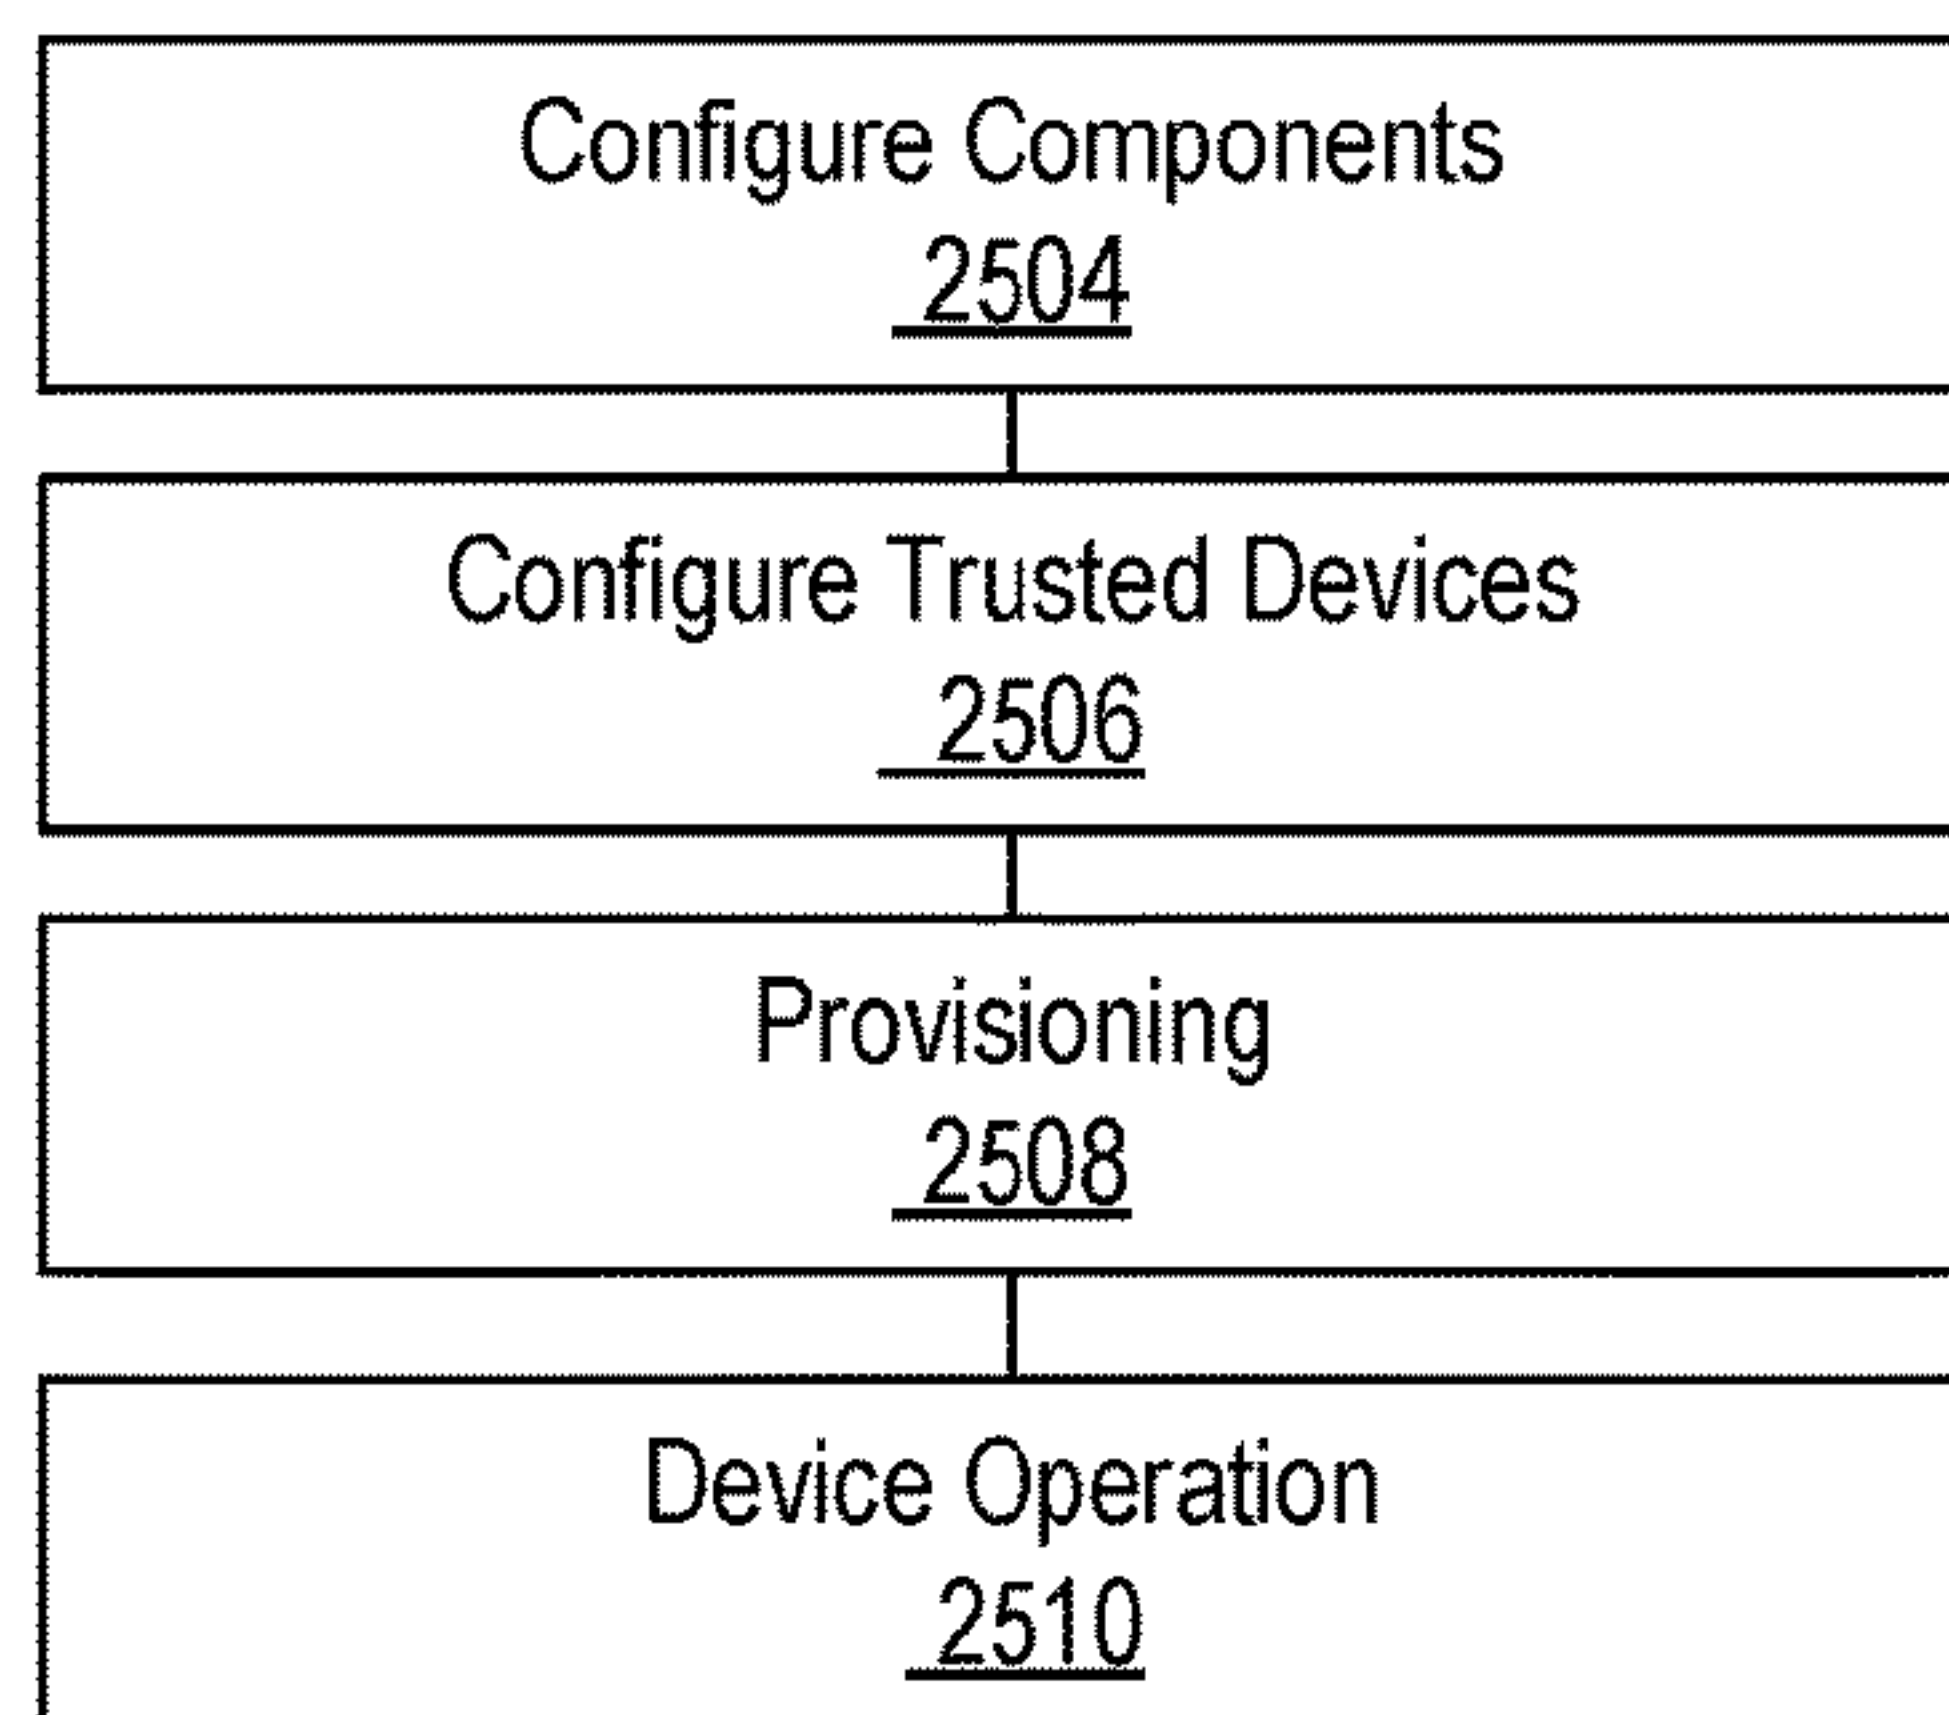 Configure Components
2504
Configure Trusted Devices
2506
Provisioning
2508
Device Operation
2510